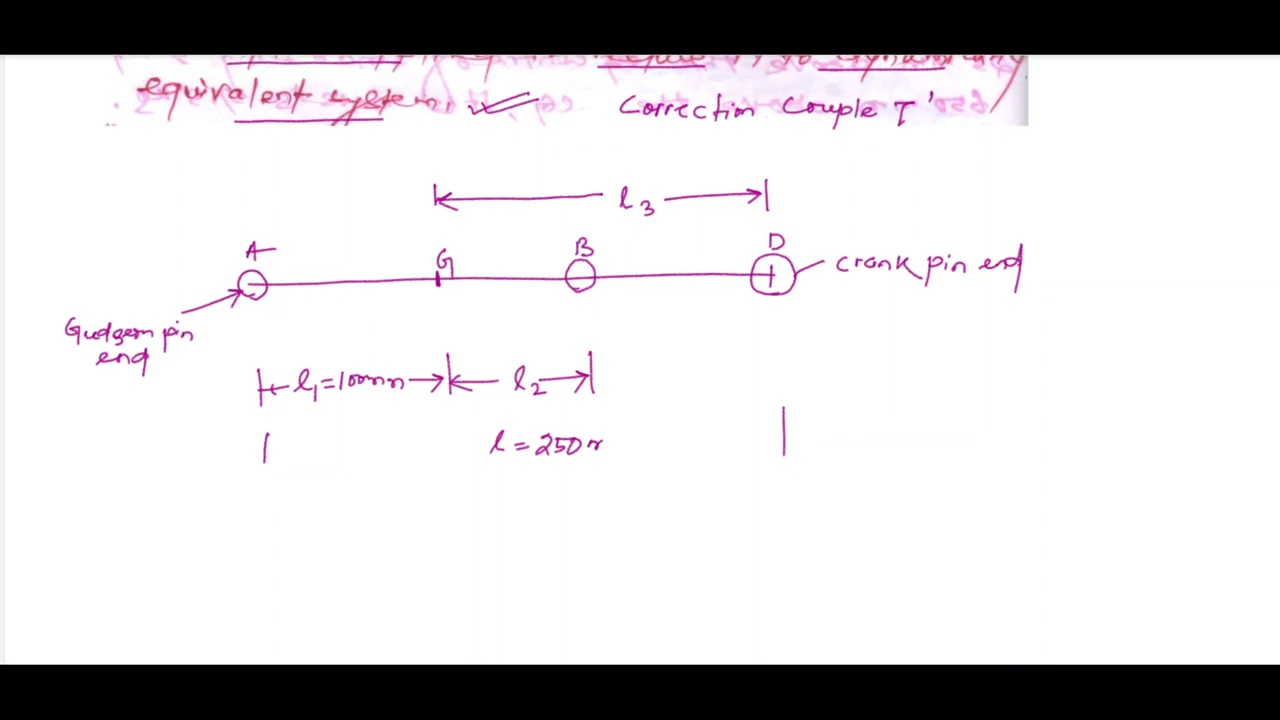 equivalent system. Correction Couple T'
l3
A G B D
crank pin end
Gudgeon pin
end
l1=100mm l2
l = 250